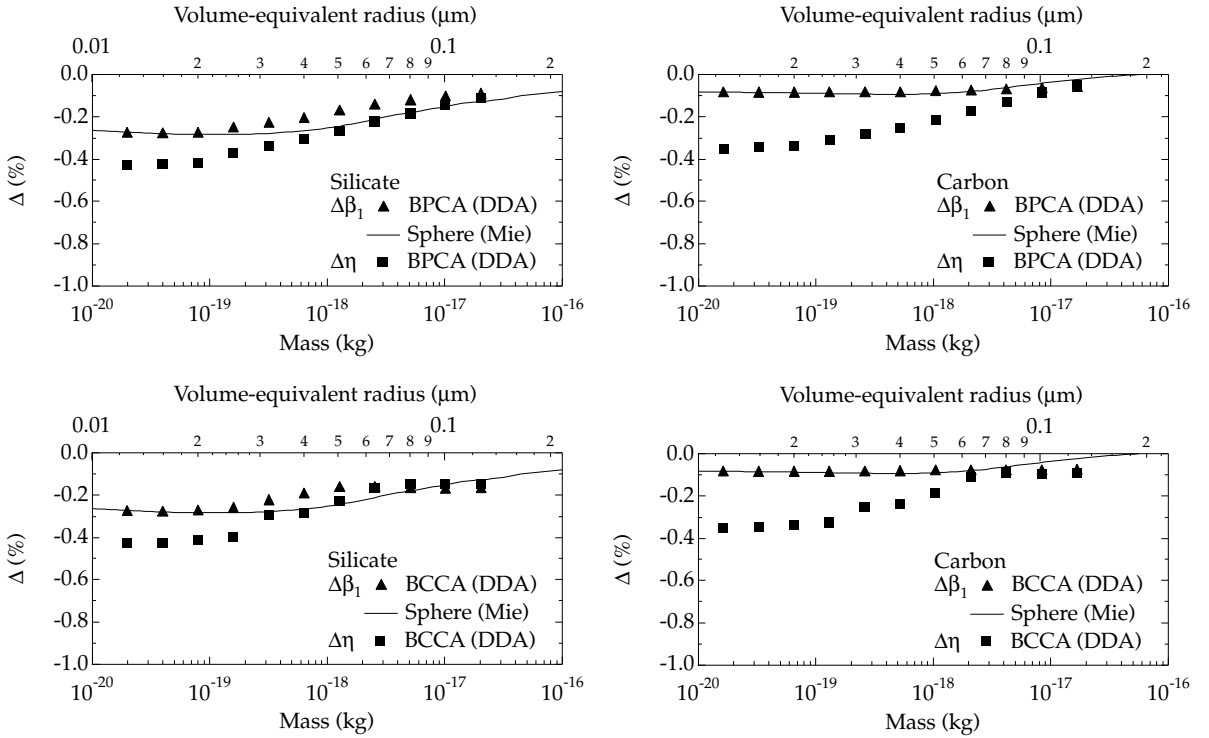 Volume-equivalent radius (µm)
0.01 0.1
2 3 4 5 6 7 8 9 2
0.0
-0.2
-0.4
-0.6
-0.8
-1.0
Δ (%)
Silicate
Δβ₁ ▲ BPCA (DDA)
Sphere (Mie)
Δη ■ BPCA (DDA)
10⁻²⁰ 10⁻¹⁹ 10⁻¹⁸ 10⁻¹⁷ 10⁻¹⁶
Mass (kg)
Volume-equivalent radius (µm)
0.1
2 3 4 5 6 7 8 9 2
0.0
-0.2
-0.4
-0.6
-0.8
-1.0
Δ (%)
Carbon
Δβ₁ ▲ BPCA (DDA)
Sphere (Mie)
Δη ■ BPCA (DDA)
10⁻²⁰ 10⁻¹⁹ 10⁻¹⁸ 10⁻¹⁷ 10⁻¹⁶
Mass (kg)
Volume-equivalent radius (µm)
0.01 0.1
2 3 4 5 6 7 8 9 2
0.0
-0.2
-0.4
-0.6
-0.8
-1.0
Δ (%)
Silicate
Δβ₁ ▲ BCCA (DDA)
Sphere (Mie)
Δη ■ BCCA (DDA)
10⁻²⁰ 10⁻¹⁹ 10⁻¹⁸ 10⁻¹⁷ 10⁻¹⁶
Mass (kg)
Volume-equivalent radius (µm)
0.1
2 3 4 5 6 7 8 9 2
0.0
-0.2
-0.4
-0.6
-0.8
-1.0
Δ (%)
Carbon
Δβ₁ ▲ BCCA (DDA)
Sphere (Mie)
Δη ■ BCCA (DDA)
10⁻²⁰ 10⁻¹⁹ 10⁻¹⁸ 10⁻¹⁷ 10⁻¹⁶
Mass (kg)